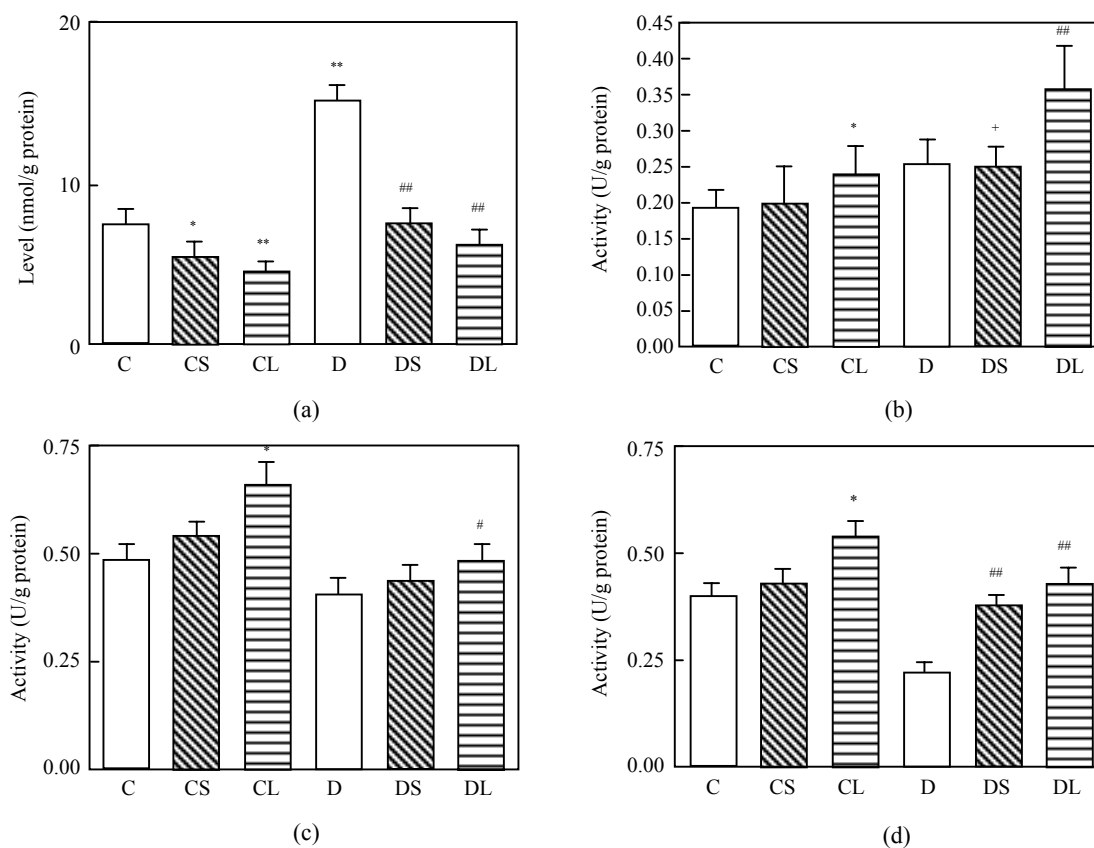 20
10
0
Level (nmol/g protein)
*
**
**
##
##
C CS CL D DS DL
(a)
0.45
0.40
0.35
0.30
0.25
0.20
0.15
0.10
0.05
0.00
Activity (U/g protein)
*
+
##
C CS CL D DS DL
(b)
0.75
0.50
0.25
0.00
Activity (U/g protein)
*
#
C CS CL D DS DL
(c)
0.75
0.50
0.25
0.00
Activity (U/g protein)
*
##
##
C CS CL D DS DL
(d)